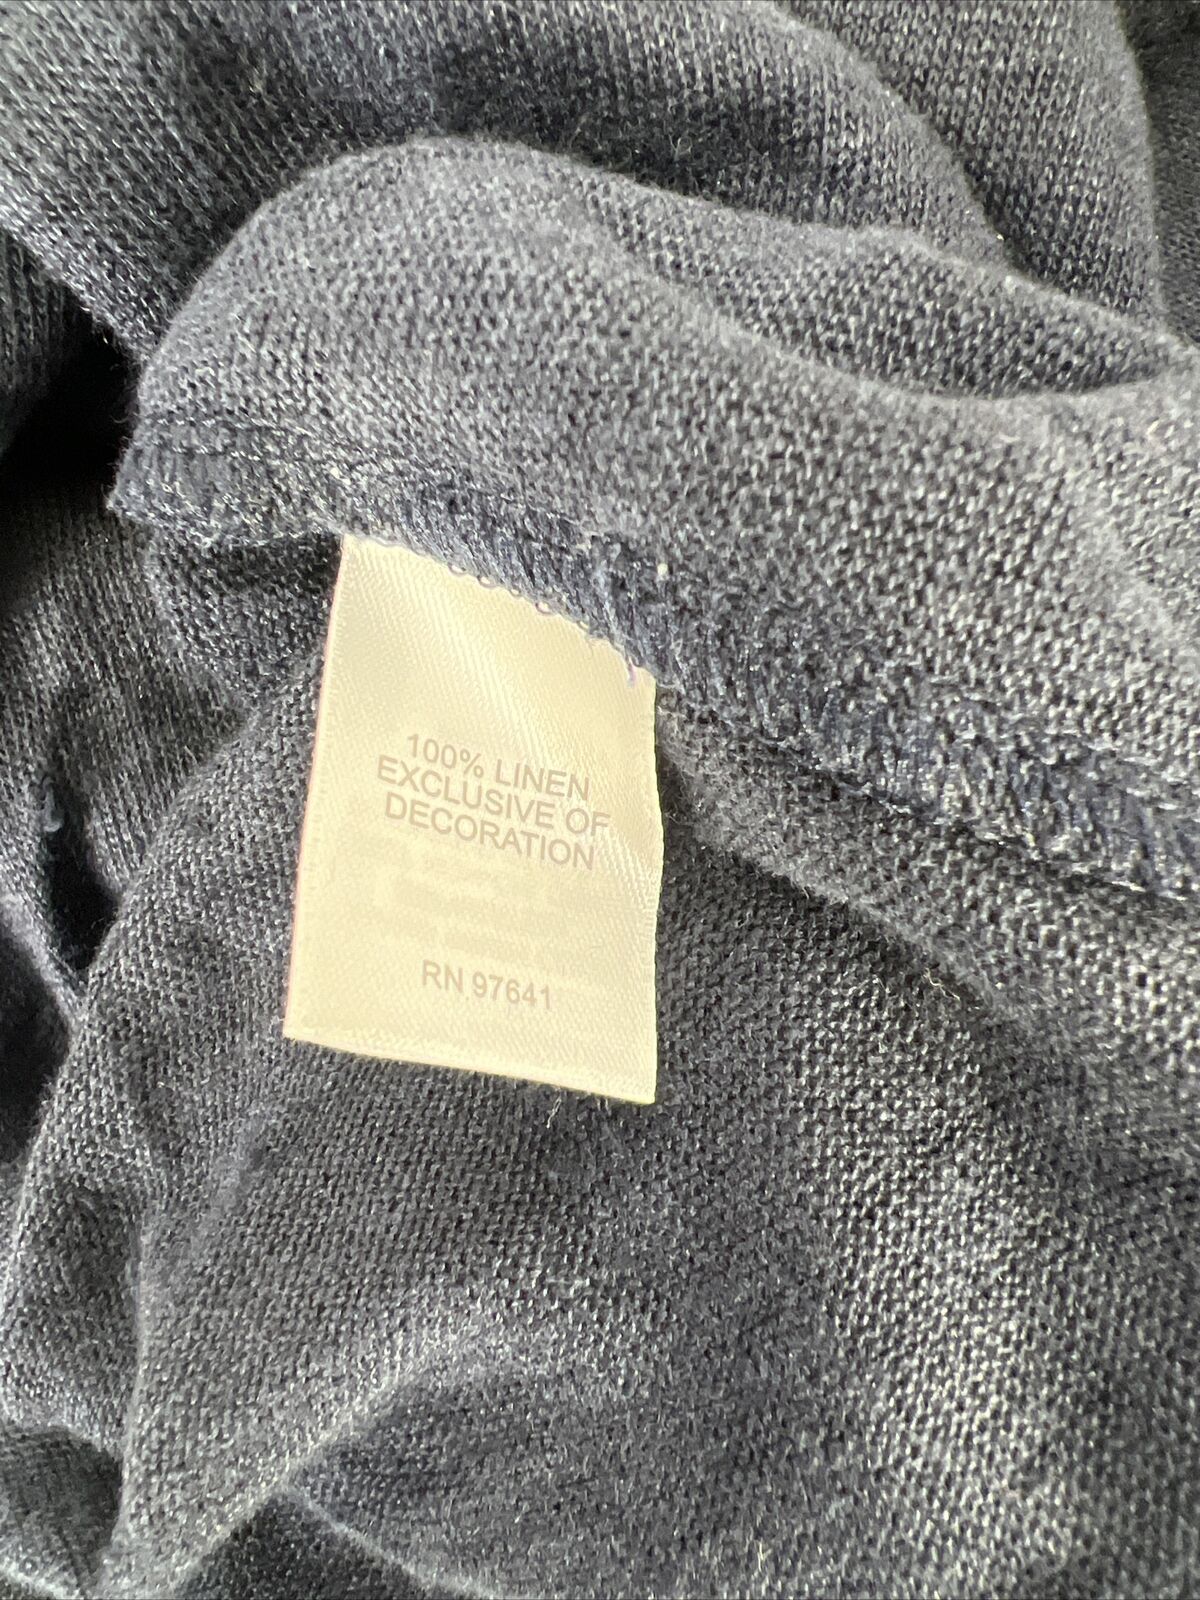 100% LINEN
EXCLUSIVE OF
DECORATION
RN 97641